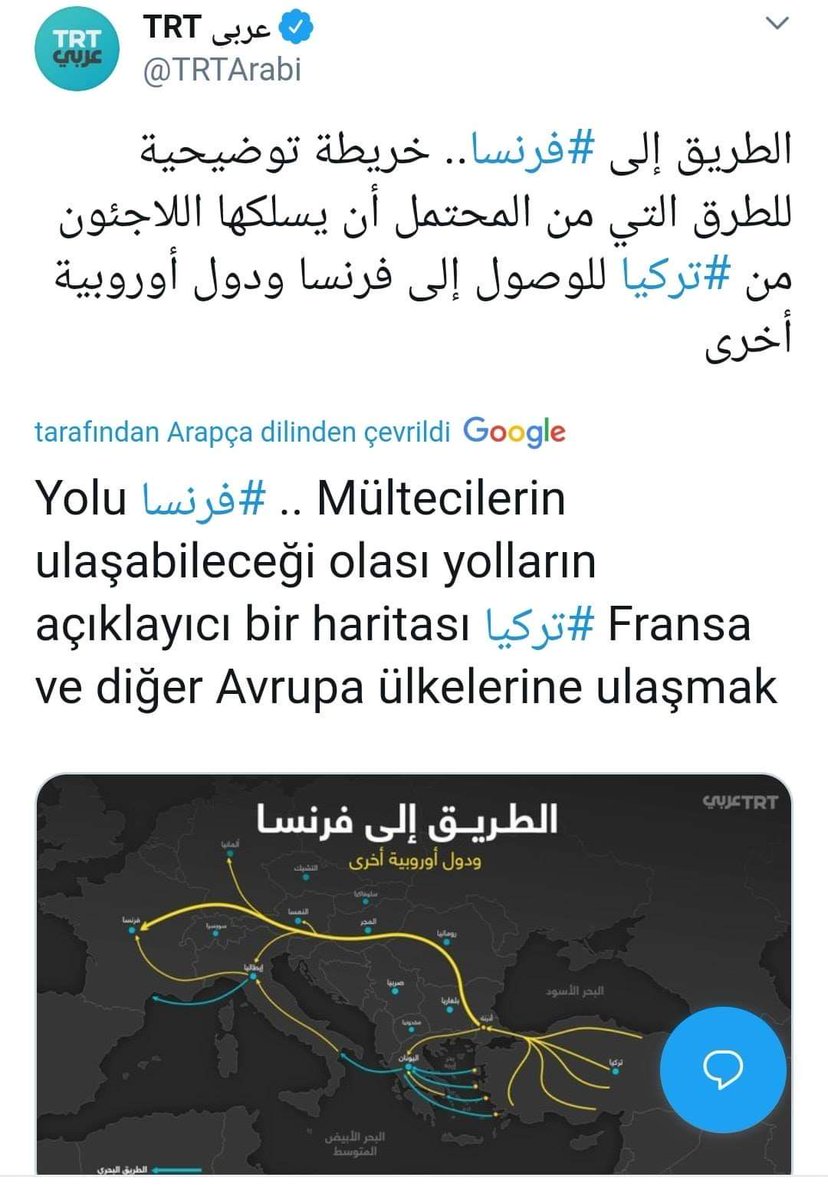 TRT عربي
TRT عربى
@TRTArabi
الطريق إلى #فرنسا.. خريطة توضيحية
للطرق التي من المحتمل أن يسلكها اللاجئون
من #تركيا للوصول إلى فرنسا ودول أوروبية
أخرى
tarafından Arapça dilinden çevrildi Google
Yolu #فرنسا .. Mültecilerin
ulaşabileceği olası yolların
açıklayıcı bir haritası #تركيا Fransa
ve diğer Avrupa ülkelerine ulaşmak
TRT عربي
الطريـق إلى فرنسا
ودول أوروبية أخرى
ألمانيا
التشيك
سلوفاكيا
فرنسا
سويسرا
النمسا
المجر
رومانيا
إيطاليا
صربيا
بلغاريا
البحر الأسود
أدرنة
مقدونيا
اليونان
تركيا
البحر الأبيض
المتوسط
الطريق البحري